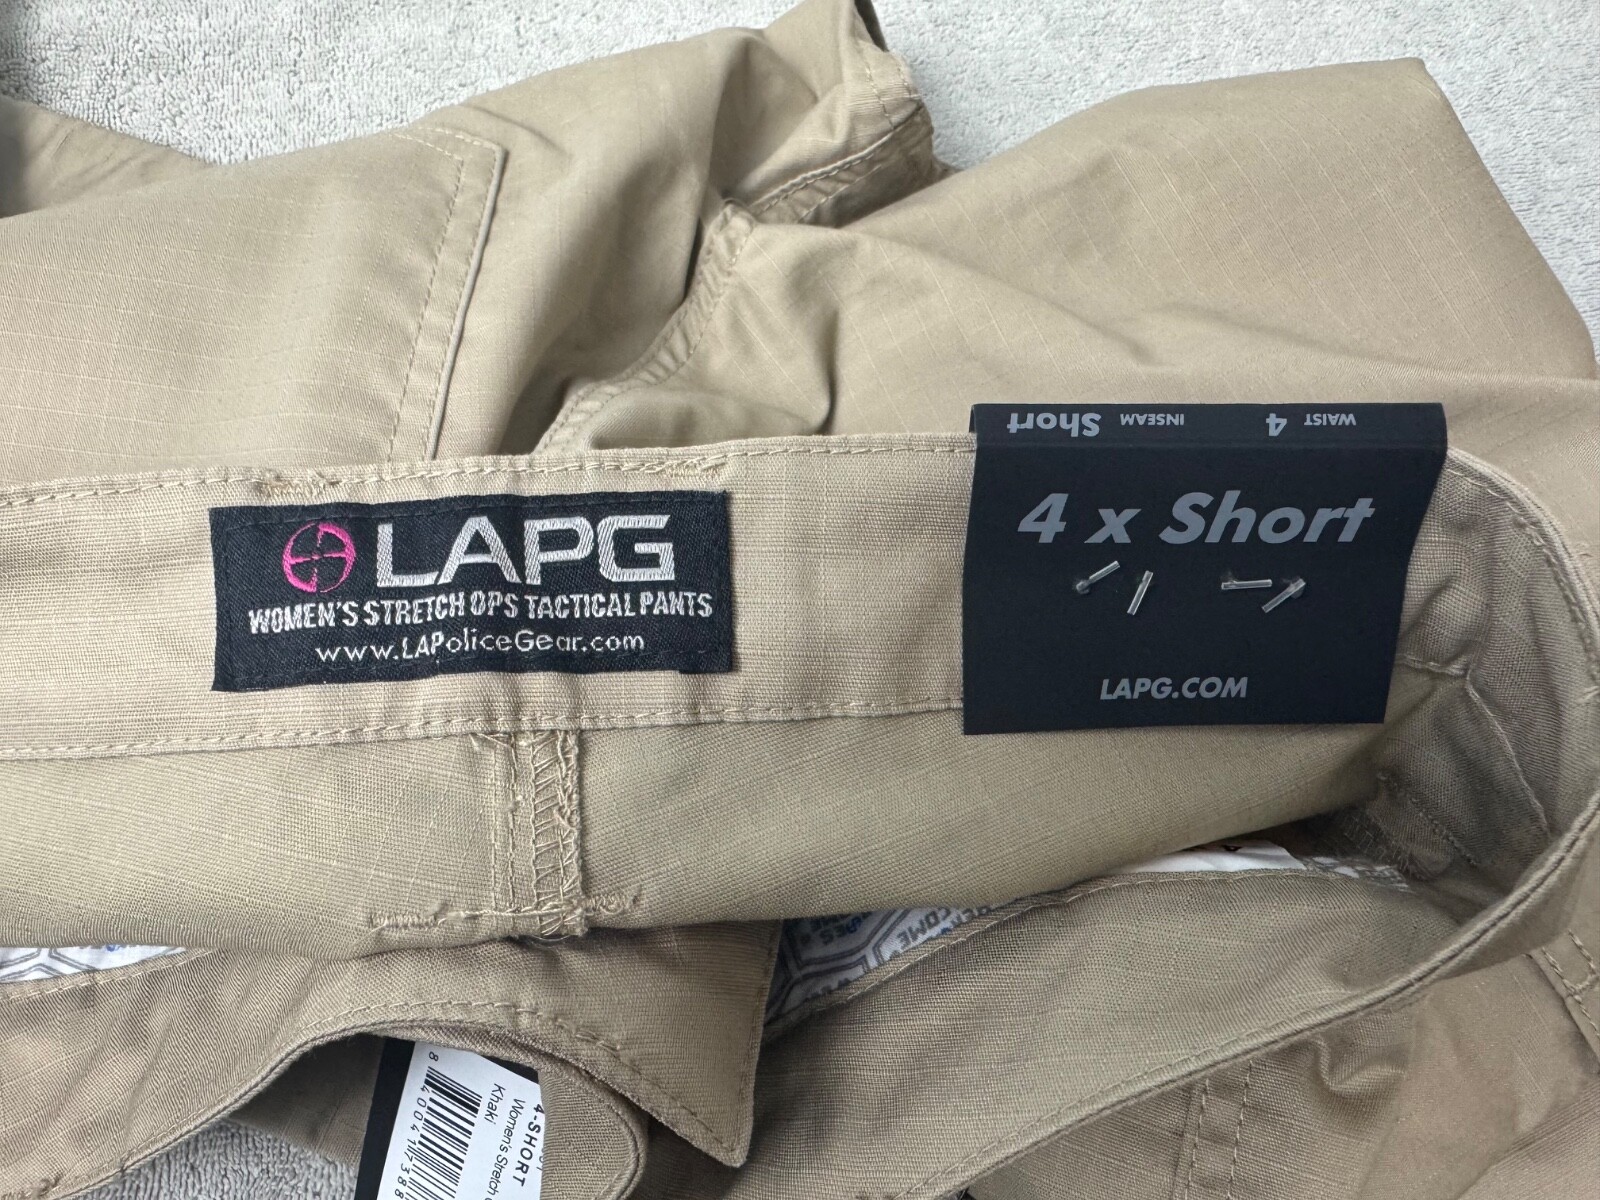 LAPG
WOMEN'S STRETCH OPS TACTICAL PANTS
www.LAPoliceGear.com
WAIST 4 INSEAM Short
4 x Short
LAPG.COM
COME
4-SHORT
Women's Stretch
Khaki